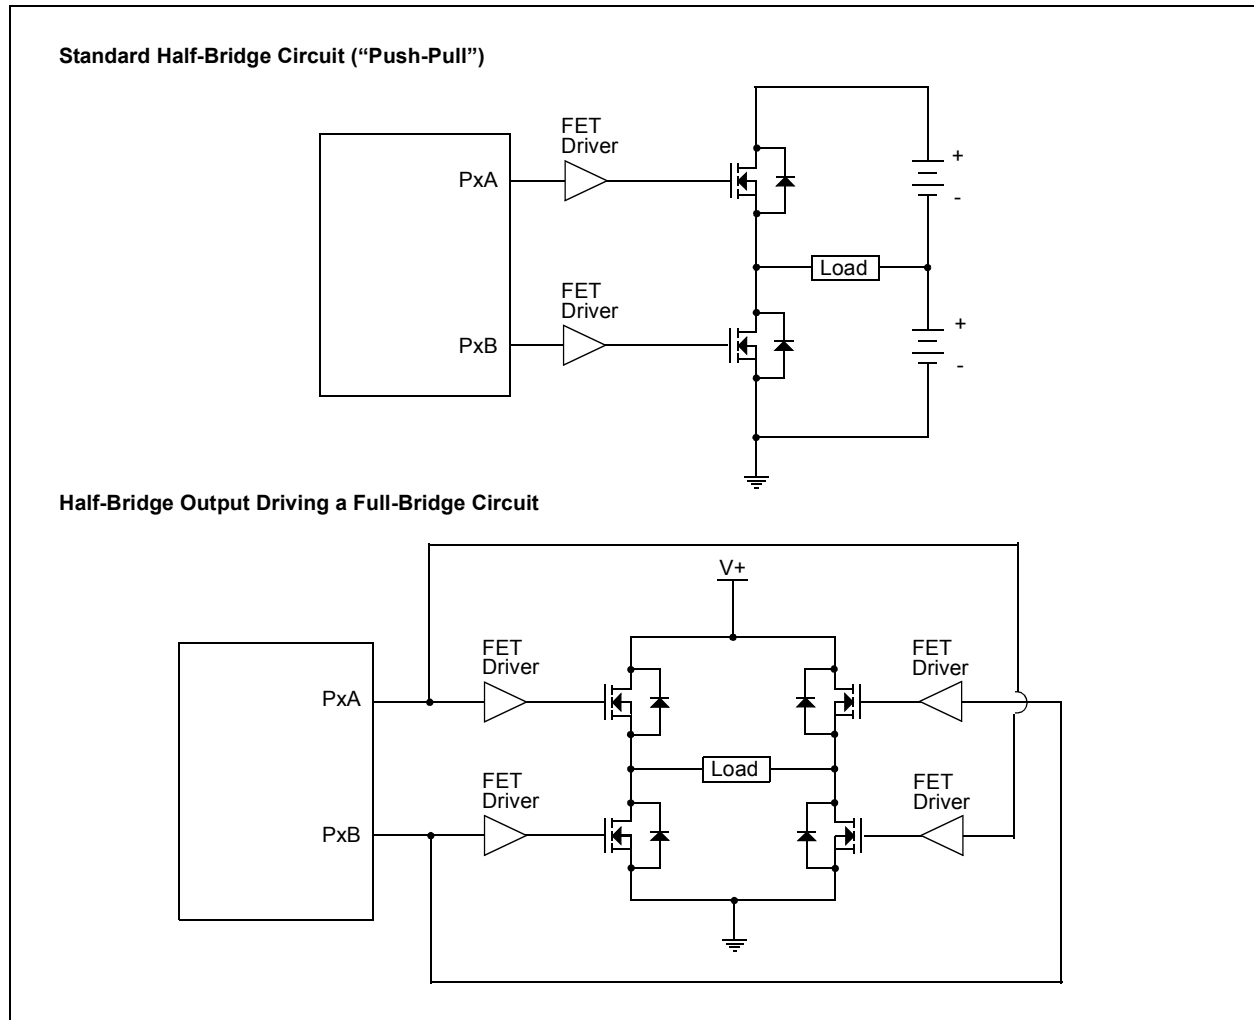 Standard Half-Bridge Circuit (“Push-Pull”)
FET
Driver
PxA
+
-
Load
FET
Driver
PxB
+
-
Half-Bridge Output Driving a Full-Bridge Circuit
V+
FET
Driver
FET
Driver
PxA
Load
FET
Driver
FET
Driver
PxB